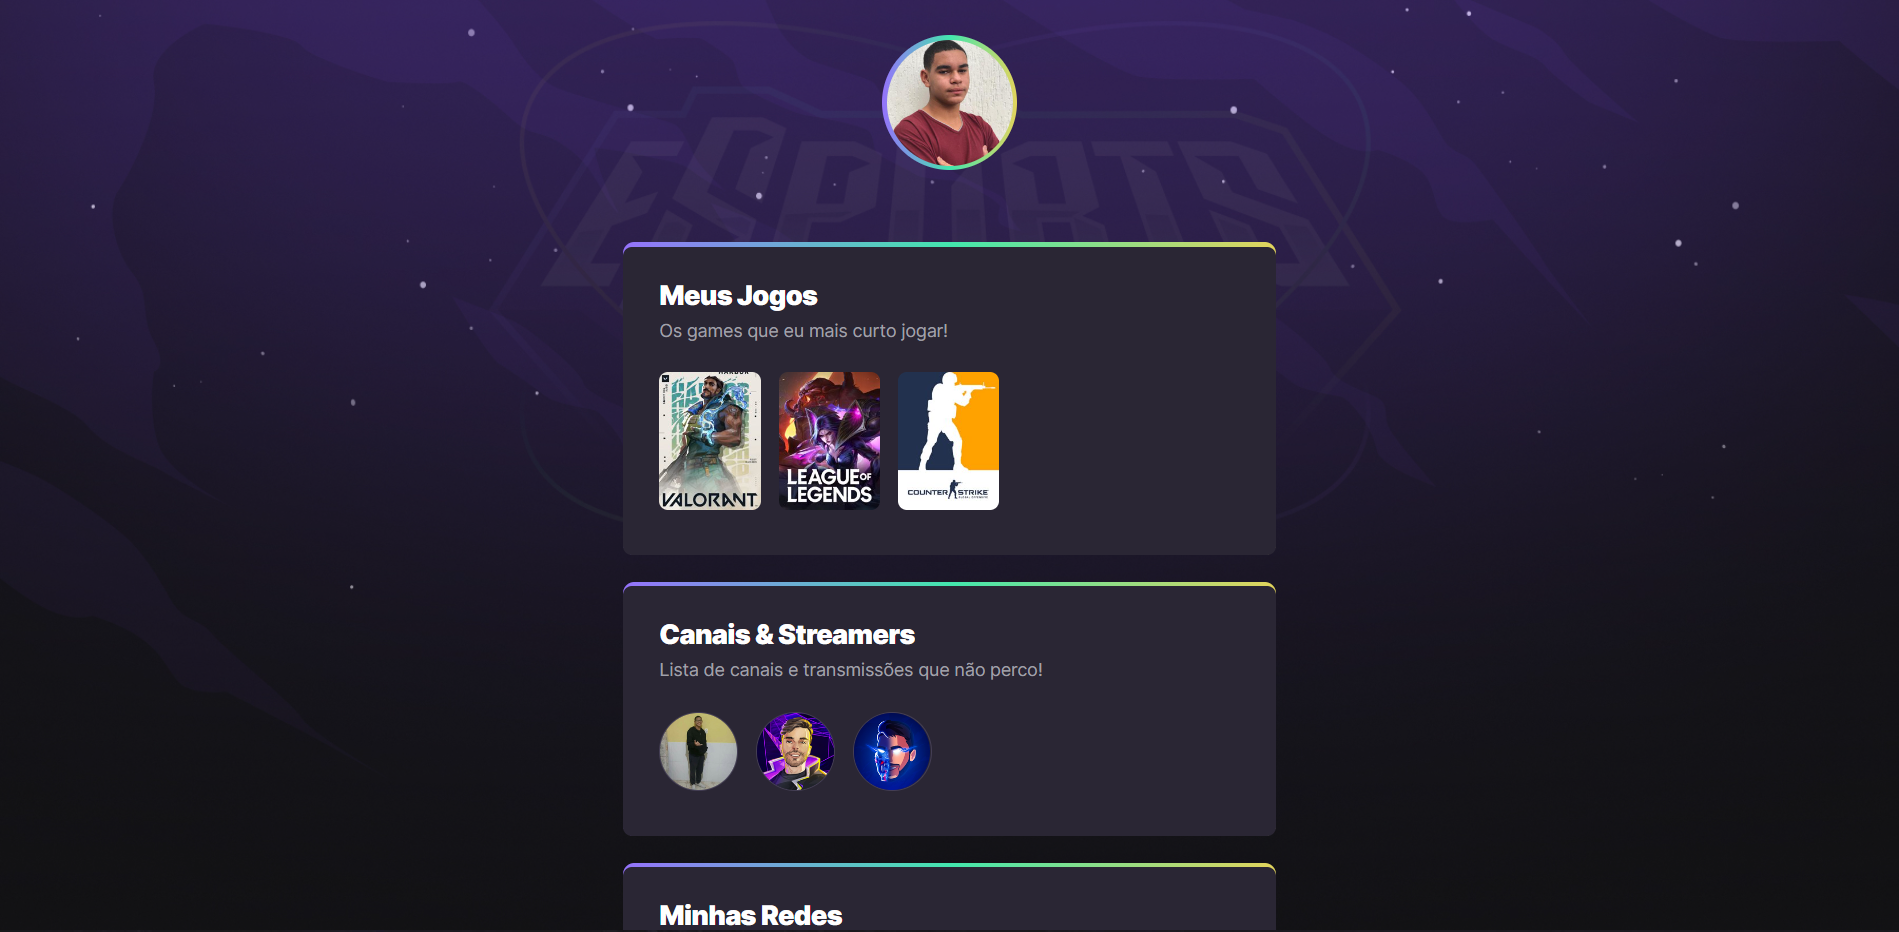 ESPORTS
Meus Jogos
Os games que eu mais curto jogar!
HARBOR
VALORANT
LEAGUE OF
LEGENDS
COUNTER STRIKE
Canais & Streamers
Lista de canais e transmissões que não perco!
Minhas Redes